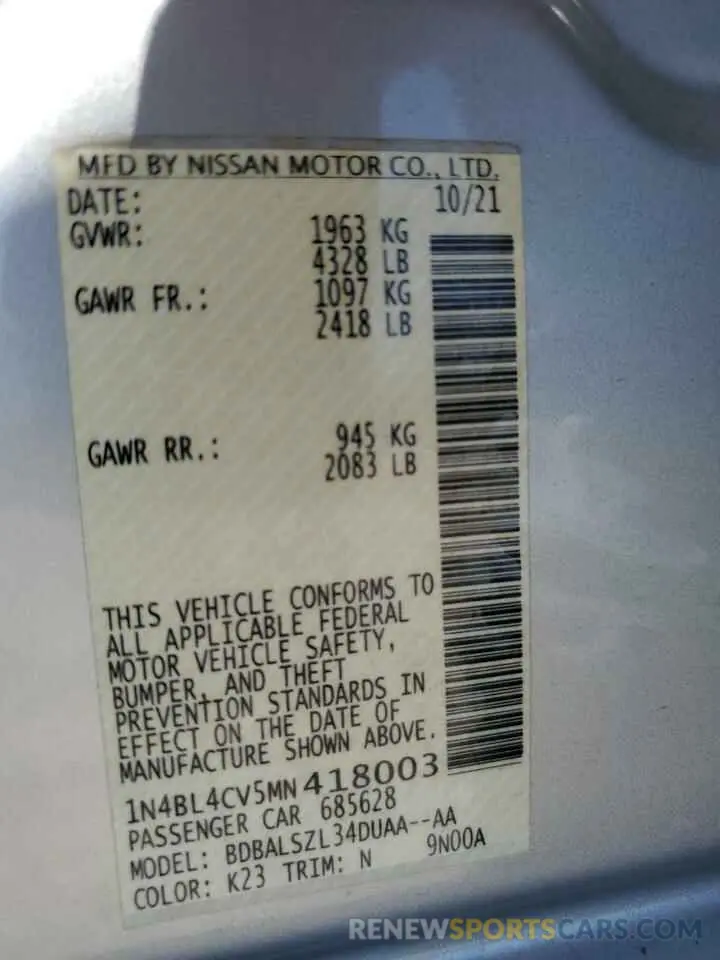 MFD BY NISSAN MOTOR CO., LTD.
DATE: 10/21
GVWR: 1963 KG
4328 LB
GAWR FR.: 1097 KG
2418 LB
GAWR RR.: 945 KG
2083 LB
THIS VEHICLE CONFORMS TO
ALL APPLICABLE FEDERAL
MOTOR VEHICLE SAFETY,
BUMPER, AND THEFT
PREVENTION STANDARDS IN
EFFECT ON THE DATE OF
MANUFACTURE SHOWN ABOVE.
1N4BL4CV5MN418003
PASSENGER CAR 685628
MODEL: BDBALSZL34DUAA--AA
COLOR: K23 TRIM: N 9N00A
RENEWSPORTSCARS.COM